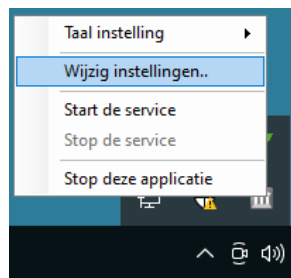 Taal instelling
Wijzig instellingen..
Start de service
Stop de service
Stop deze applicatie